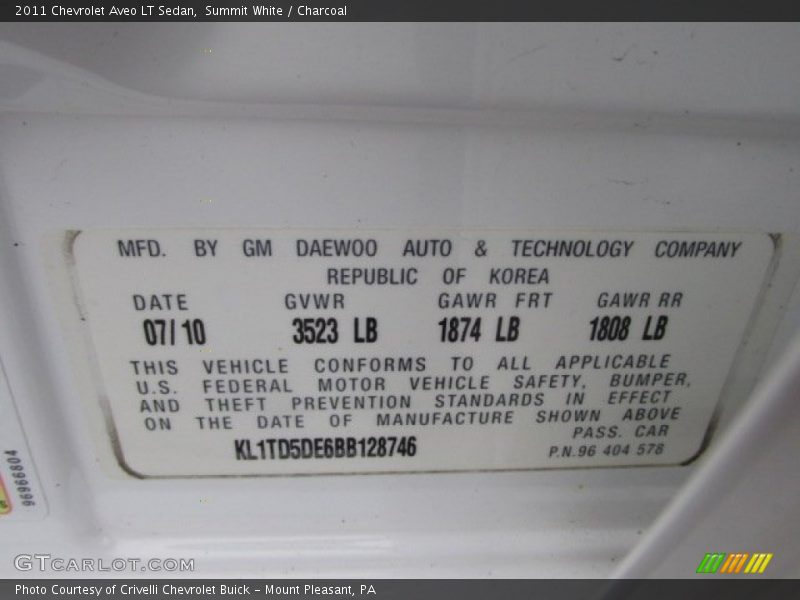 2011 Chevrolet Aveo LT Sedan, Summit White / Charcoal
MFD. BY GM DAEWOO AUTO & TECHNOLOGY COMPANY
REPUBLIC OF KOREA
DATE GVWR GAWR FRT GAWR RR
07/10 3523 LB 1874 LB 1808 LB
THIS VEHICLE CONFORMS TO ALL APPLICABLE
U.S. FEDERAL MOTOR VEHICLE SAFETY, BUMPER,
AND THEFT PREVENTION STANDARDS IN EFFECT
ON THE DATE OF MANUFACTURE SHOWN ABOVE
PASS. CAR
KL1TD5DE6BB128746 P.N.96 404 578
96966804
GTCARLOT.COM
Photo Courtesy of Crivelli Chevrolet Buick – Mount Pleasant, PA